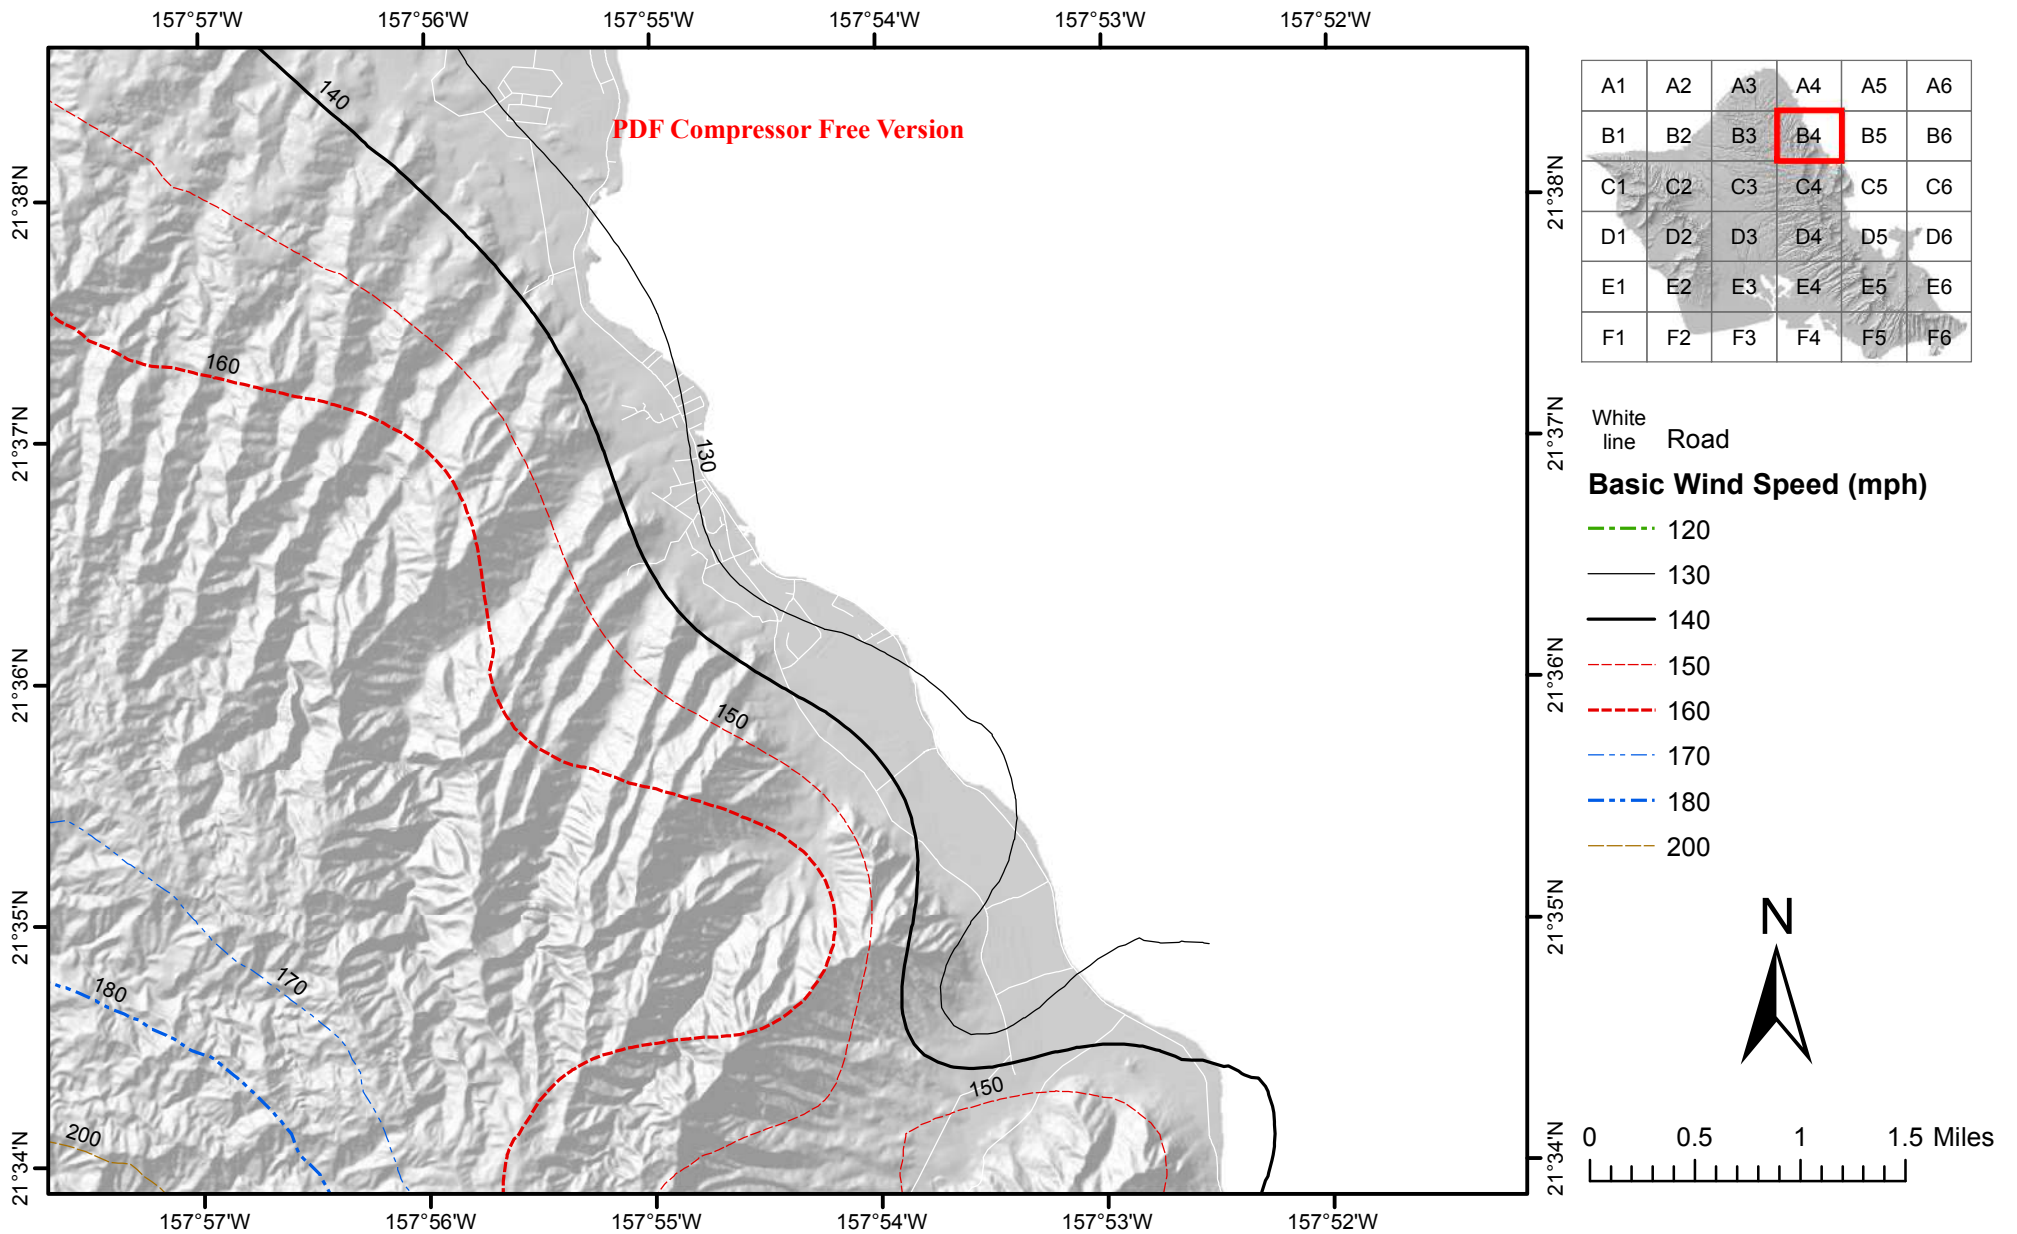 157°57'W 157°56'W 157°55'W 157°54'W 157°53'W 157°52'W
PDF Compressor Free Version
140
160
130
150
170
180
200
150
21°38'N
21°37'N
21°36'N
21°35'N
21°34'N
21°38'N
21°37'N
21°36'N
21°35'N
21°34'N
157°57'W 157°56'W 157°55'W 157°54'W 157°53'W 157°52'W
A1 A2 A3 A4 A5 A6
B1 B2 B3 B4 B5 B6
C1 C2 C3 C4 C5 C6
D1 D2 D3 D4 D5 D6
E1 E2 E3 E4 E5 E6
F1 F2 F3 F4 F5 F6
White
line Road
Basic Wind Speed (mph)
120
130
140
150
160
170
180
200
N
0 0.5 1 1.5 Miles